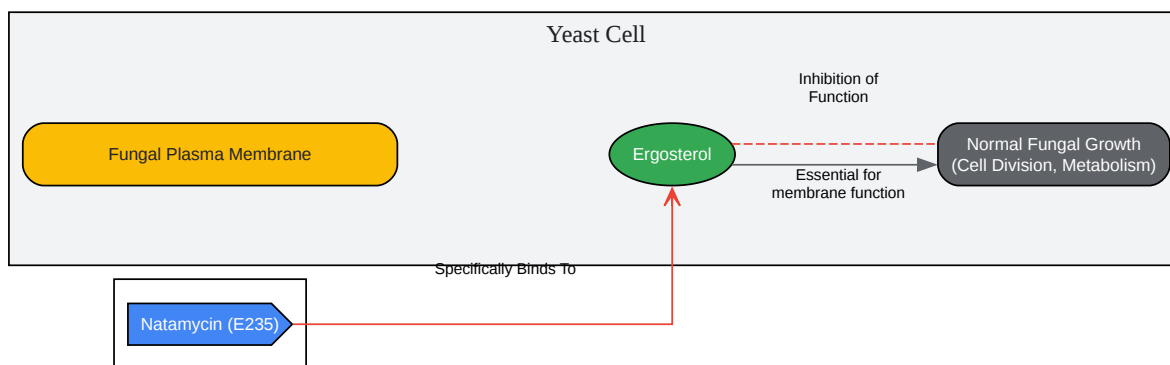 Yeast Cell
Inhibition of
Function
Fungal Plasma Membrane
Ergosterol
Normal Fungal Growth
(Cell Division, Metabolism)
Essential for
membrane function
Specifically Binds To
Natamycin (E235)